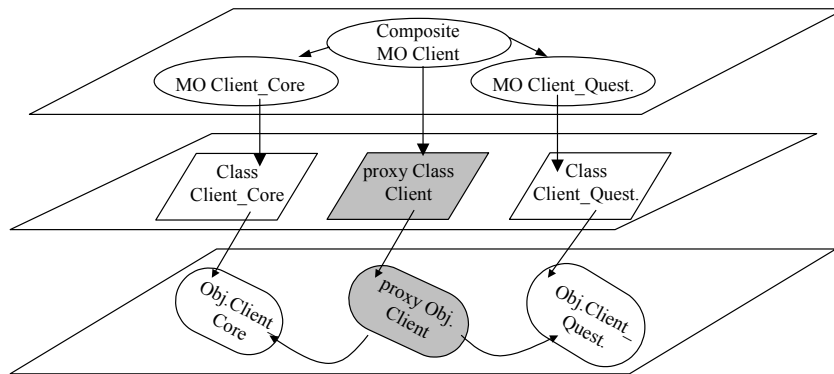 Composite
MO Client
MO Client_Core
MO Client_Quest.
Class
Client_Core
proxy Class
Client
Class
Client_Quest.
Obj.Client_
Core
proxy Obj.
Client
Obj.Client_
Quest.